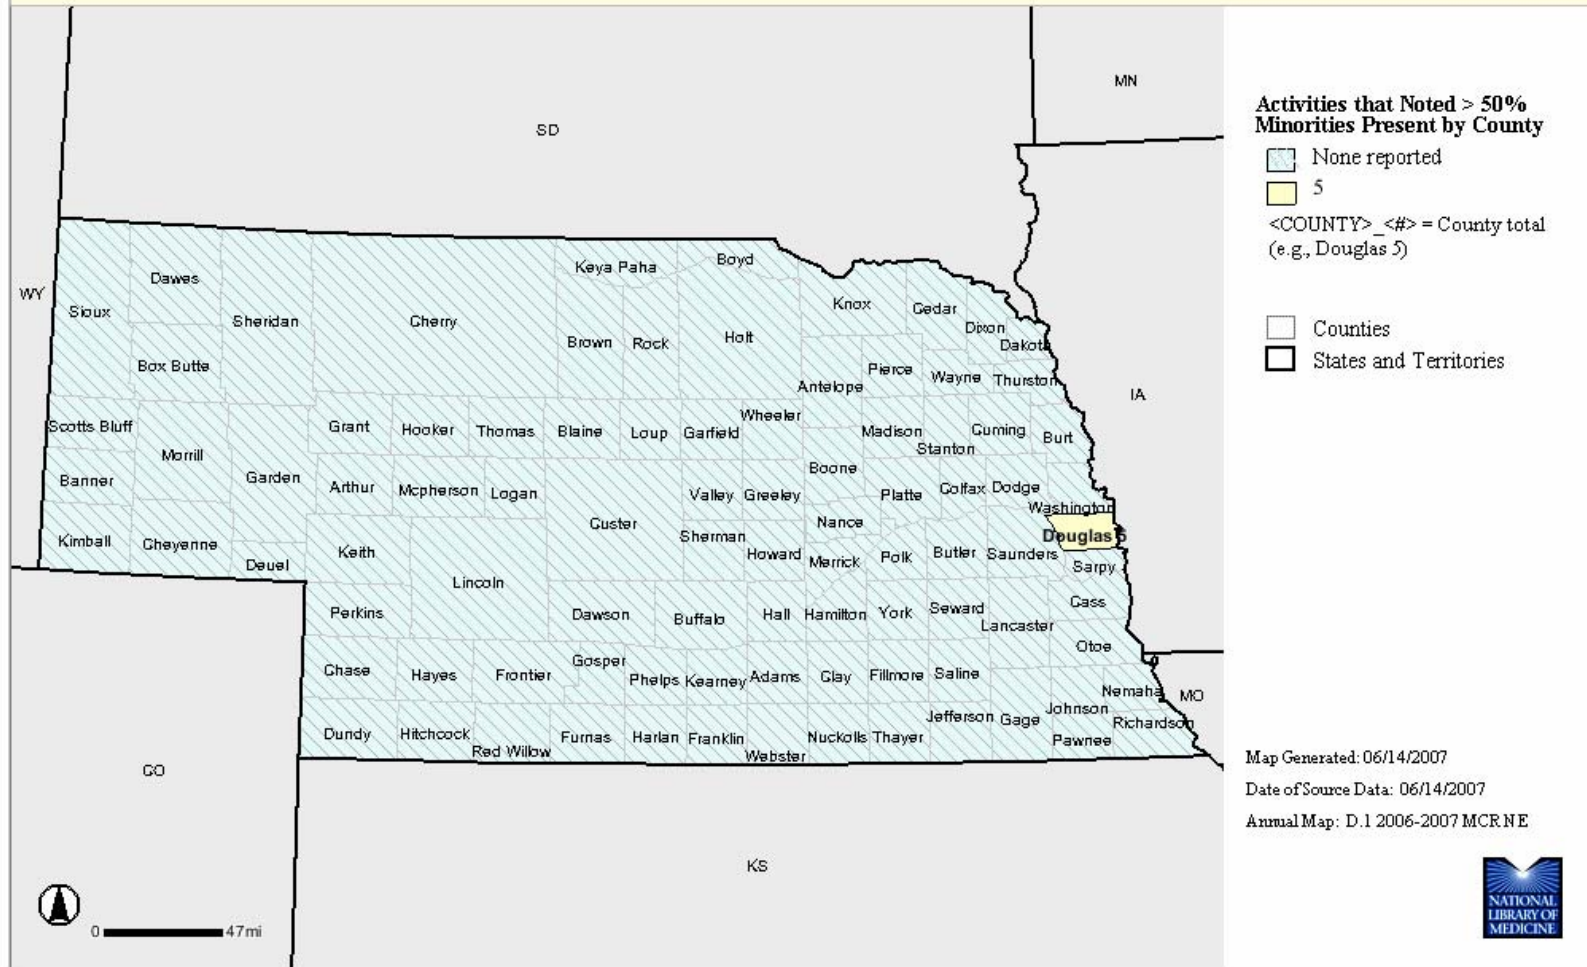 MN
SD
WY
IA
MO
CO
KS
Dawes
Sioux
Sheridan
Cherry
Keya Paha
Boyd
Knox
Cedar
Dixon
Dakota
Brown
Rock
Holt
Box Butte
Antelope
Pierce
Wayne
Thurston
Scotts Bluff
Morrill
Grant
Hooker
Thomas
Blaine
Loup
Garfield
Wheeler
Madison
Stanton
Cuming
Burt
Banner
Garden
Arthur
Mcpherson
Logan
Custer
Valley
Greeley
Boone
Platte
Colfax
Dodge
Washington
Nance
Kimball
Cheyenne
Deuel
Keith
Lincoln
Sherman
Howard
Merrick
Polk
Butler
Saunders
Douglas 5
Sarpy
Perkins
Dawson
Buffalo
Hall
Hamilton
York
Seward
Lancaster
Cass
Otoe
Chase
Hayes
Frontier
Gosper
Phelps
Kearney
Adams
Clay
Fillmore
Saline
Nemaha
Dundy
Hitchcock
Red Willow
Furnas
Harlan
Franklin
Webster
Nuckolls
Thayer
Jefferson
Gage
Johnson
Pawnee
Richardson
0 47mi
Activities that Noted > 50%
Minorities Present by County
None reported
5
<COUNTY>_<#> = County total
(e.g., Douglas 5)
Counties
States and Territories
Map Generated: 06/14/2007
Date of Source Data: 06/14/2007
Annual Map: D.1 2006-2007 MCR NE
NATIONAL
LIBRARY OF
MEDICINE